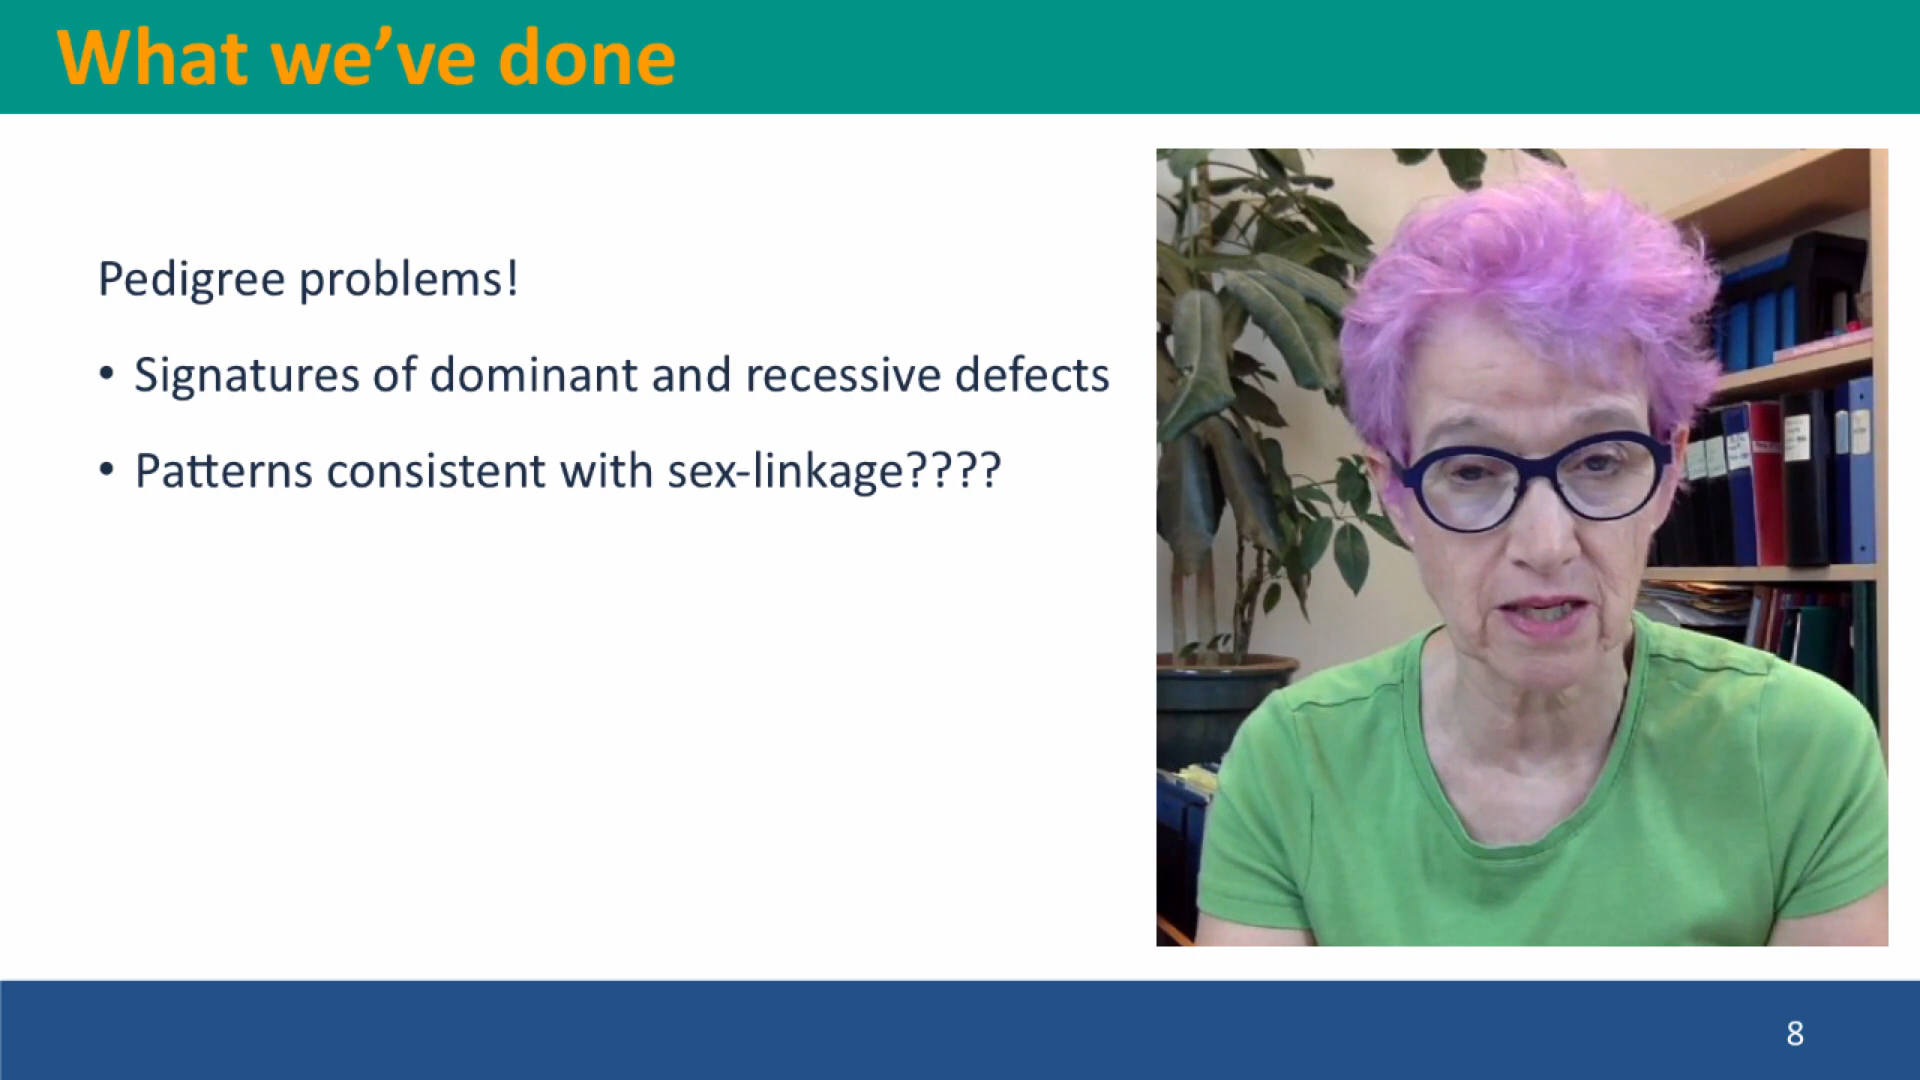 What we’ve done
Pedigree problems!
• Signatures of dominant and recessive defects
• Patterns consistent with sex-linkage????
8